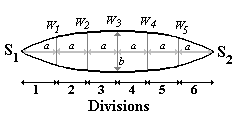 W1 W2 W3 W4 W5
S1 a a a a a a S2
b
1 2 3 4 5 6
Divisions